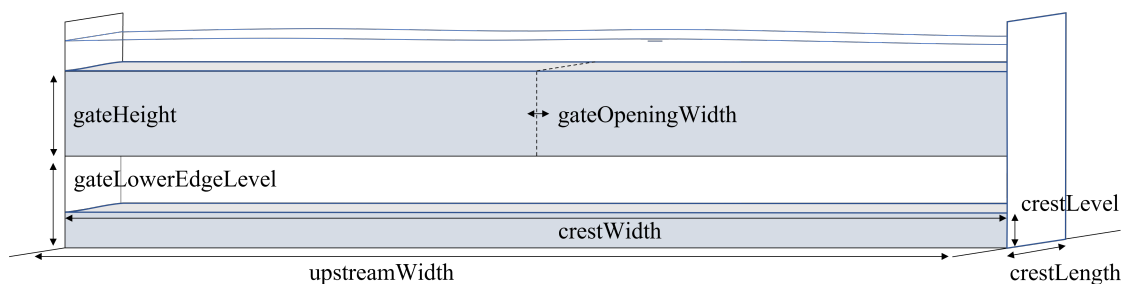 gateHeight
gateOpeningWidth
gateLowerEdgeLevel
crestLevel
crestWidth
upstreamWidth
crestLength